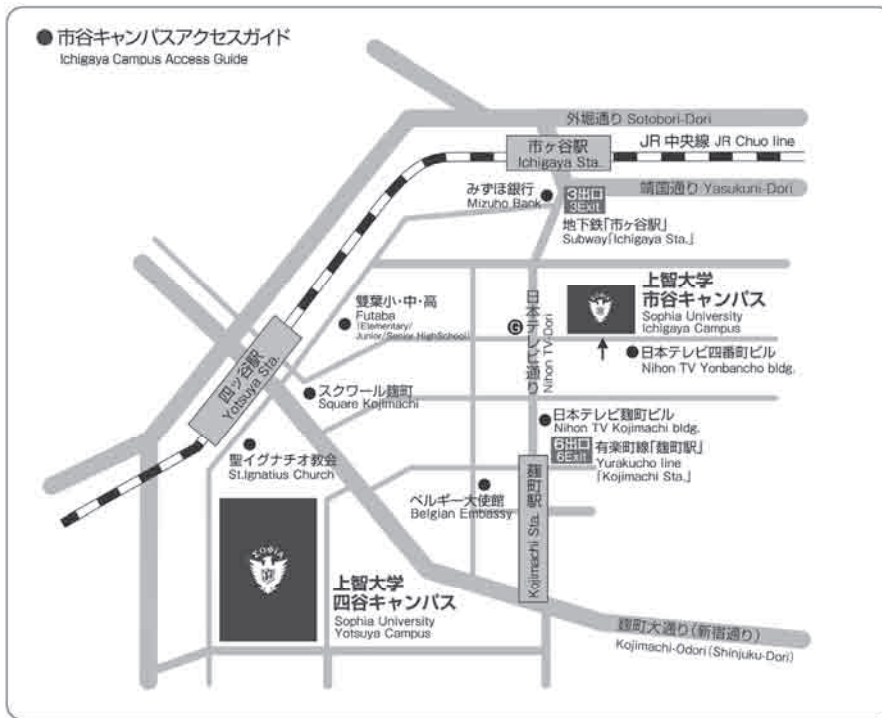 ● 市谷キャンパスアクセスガイド
Ichigaya Campus Access Guide
外堀通り Sotobori-Dori
市ヶ谷駅
Ichigaya Sta.
JR 中央線 JR Chuo line
みずほ銀行
Mizuho Bank
3出口
3Exit
靖国通り Yasukuni-Dori
地下鉄「市ヶ谷駅」
Subway「Ichigaya Sta.」
上智大学
市谷キャンパス
Sophia University
Ichigaya Campus
雙葉小・中・高
Futaba
(Elementary/
Junior/Senior HighSchool)
G
日本テレビ通り
Nihon TV-Dori
日本テレビ四番町ビル
Nihon TV Yonbancho bldg.
四ッ谷駅
Yotsuya Sta.
スクワール麹町
Square Kojimachi
日本テレビ麹町ビル
Nihon TV Kojimachi bldg.
6出口
6Exit
有楽町線「麹町駅」
Yurakucho line
「Kojimachi Sta.」
聖イグナチオ教会
St.Ignatius Church
ベルギー大使館
Belgian Embassy
麹町駅
Kojimachi Sta.
ΣΟΦΙΑ
上智大学
四谷キャンパス
Sophia University
Yotsuya Campus
麹町大通り(新宿通り)
Kojimachi-Odori(Shinjuku-Dori)